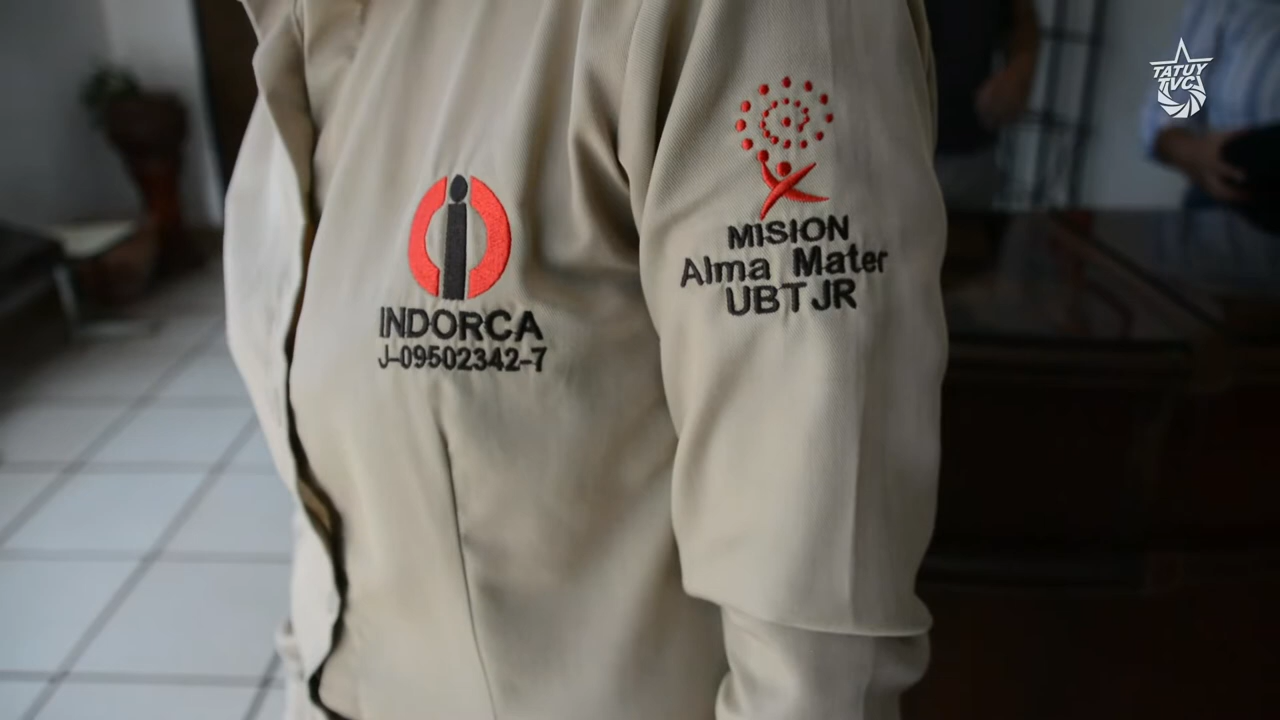 INDORCA
J-09502342-7
MISION
Alma Mater
UBTJR
TATUY
TVC